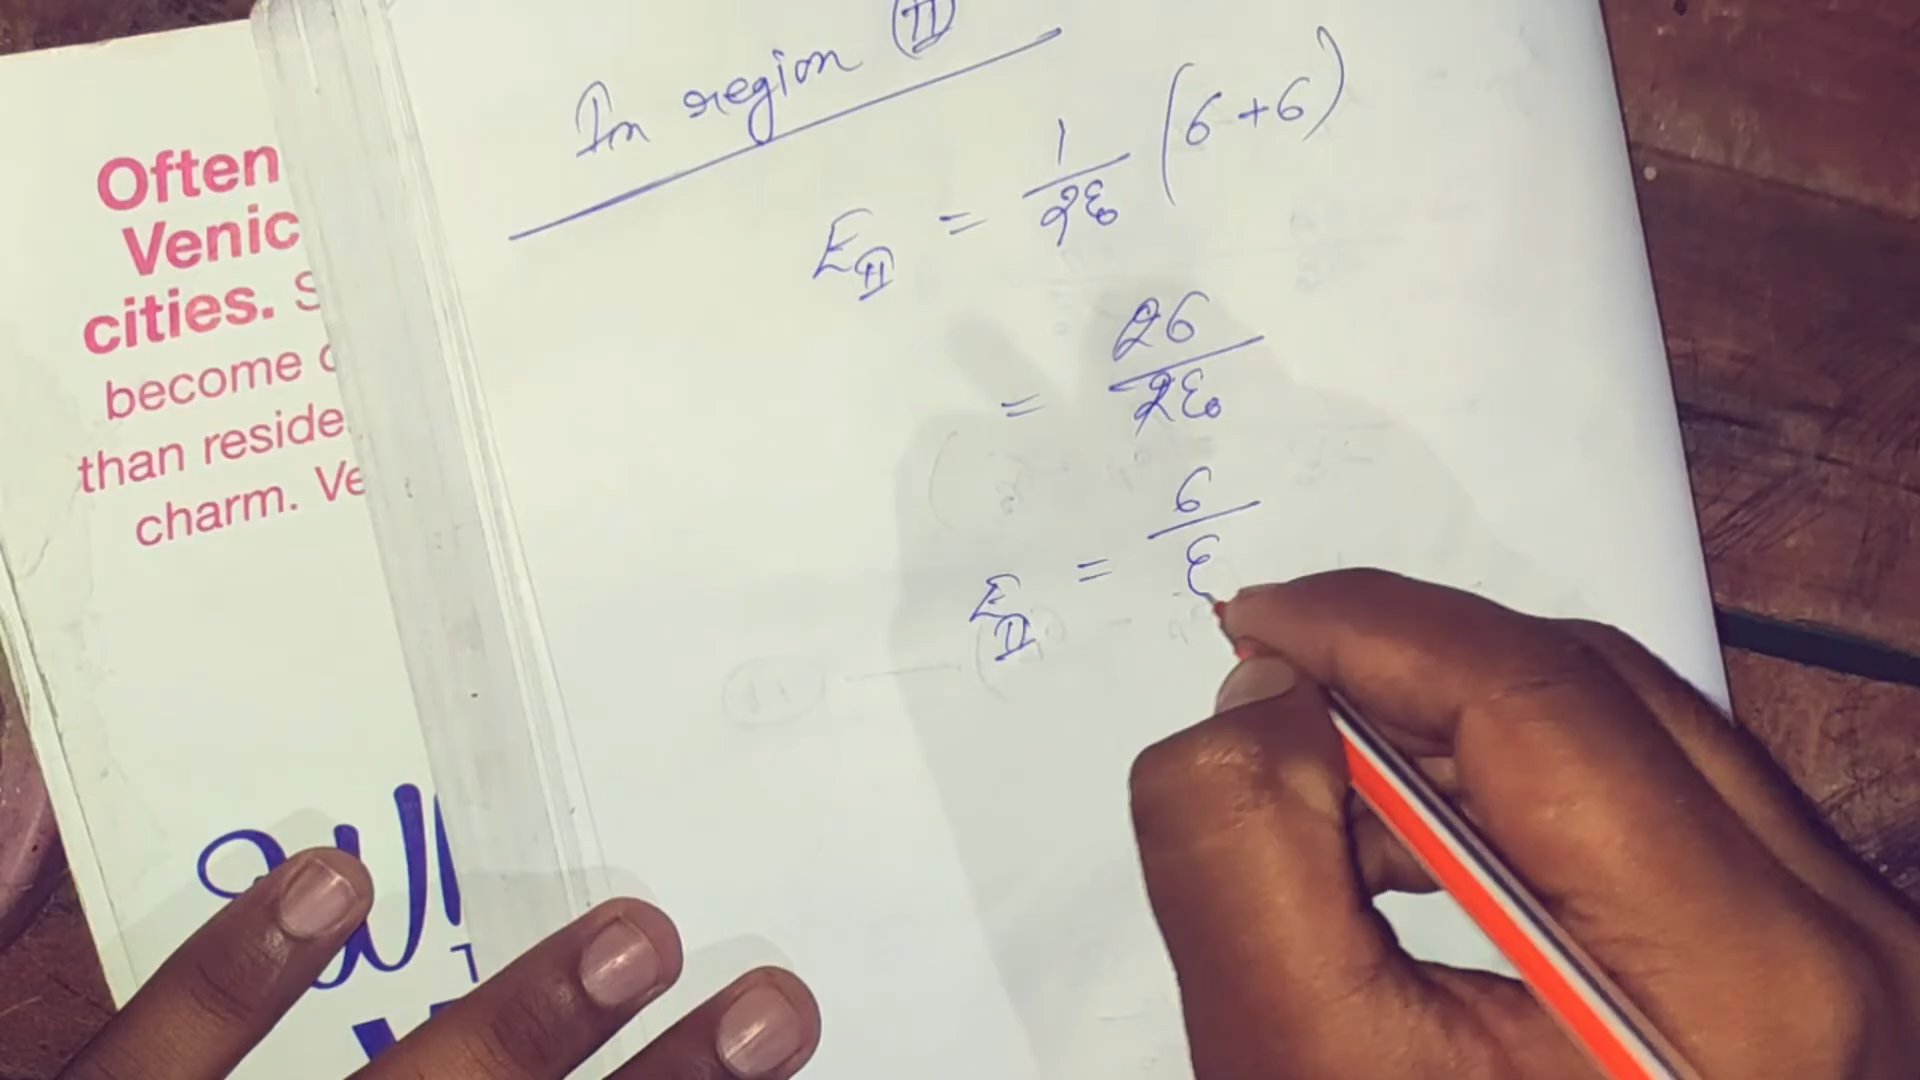 Often
Venic
cities. S
become c
than reside
charm. Ve
In region II
E_II = 1/2ε₀ (σ + σ)
= 2σ/2ε₀
E_II = σ/ε